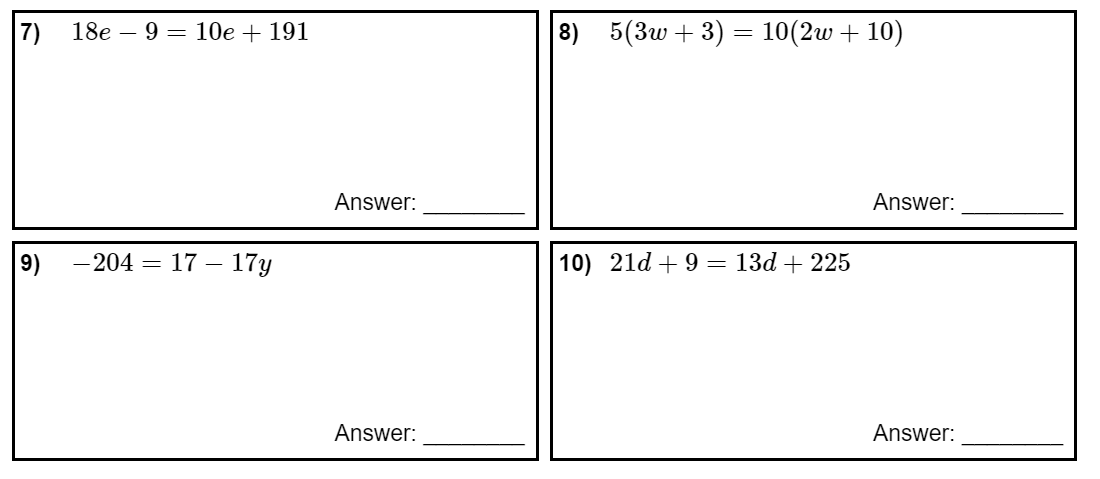 7) 18e − 9 = 10e + 191
Answer: ________
8) 5(3w + 3) = 10(2w + 10)
Answer: ________
9) −204 = 17 − 17y
Answer: ________
10) 21d + 9 = 13d + 225
Answer: ________